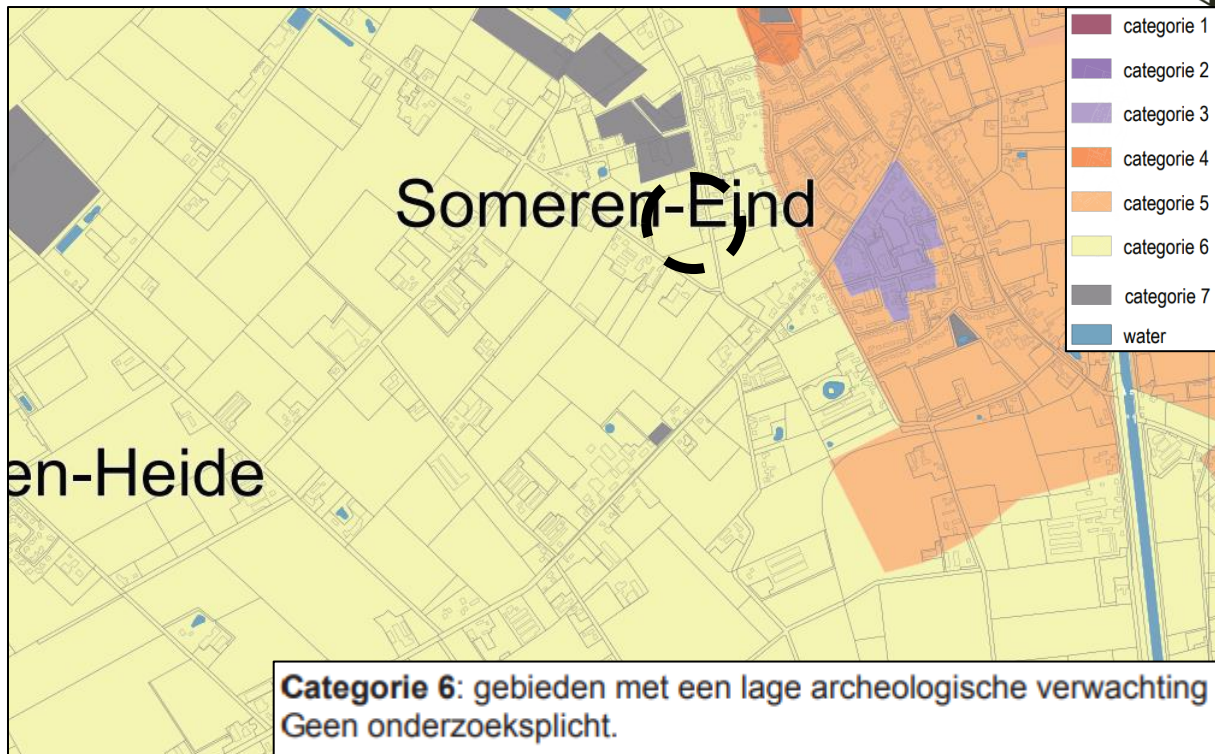 categorie 1
categorie 2
categorie 3
categorie 4
categorie 5
categorie 6
categorie 7
water
Someren-Eind
en-Heide
Categorie 6: gebieden met een lage archeologische verwachting
Geen onderzoeksplicht.